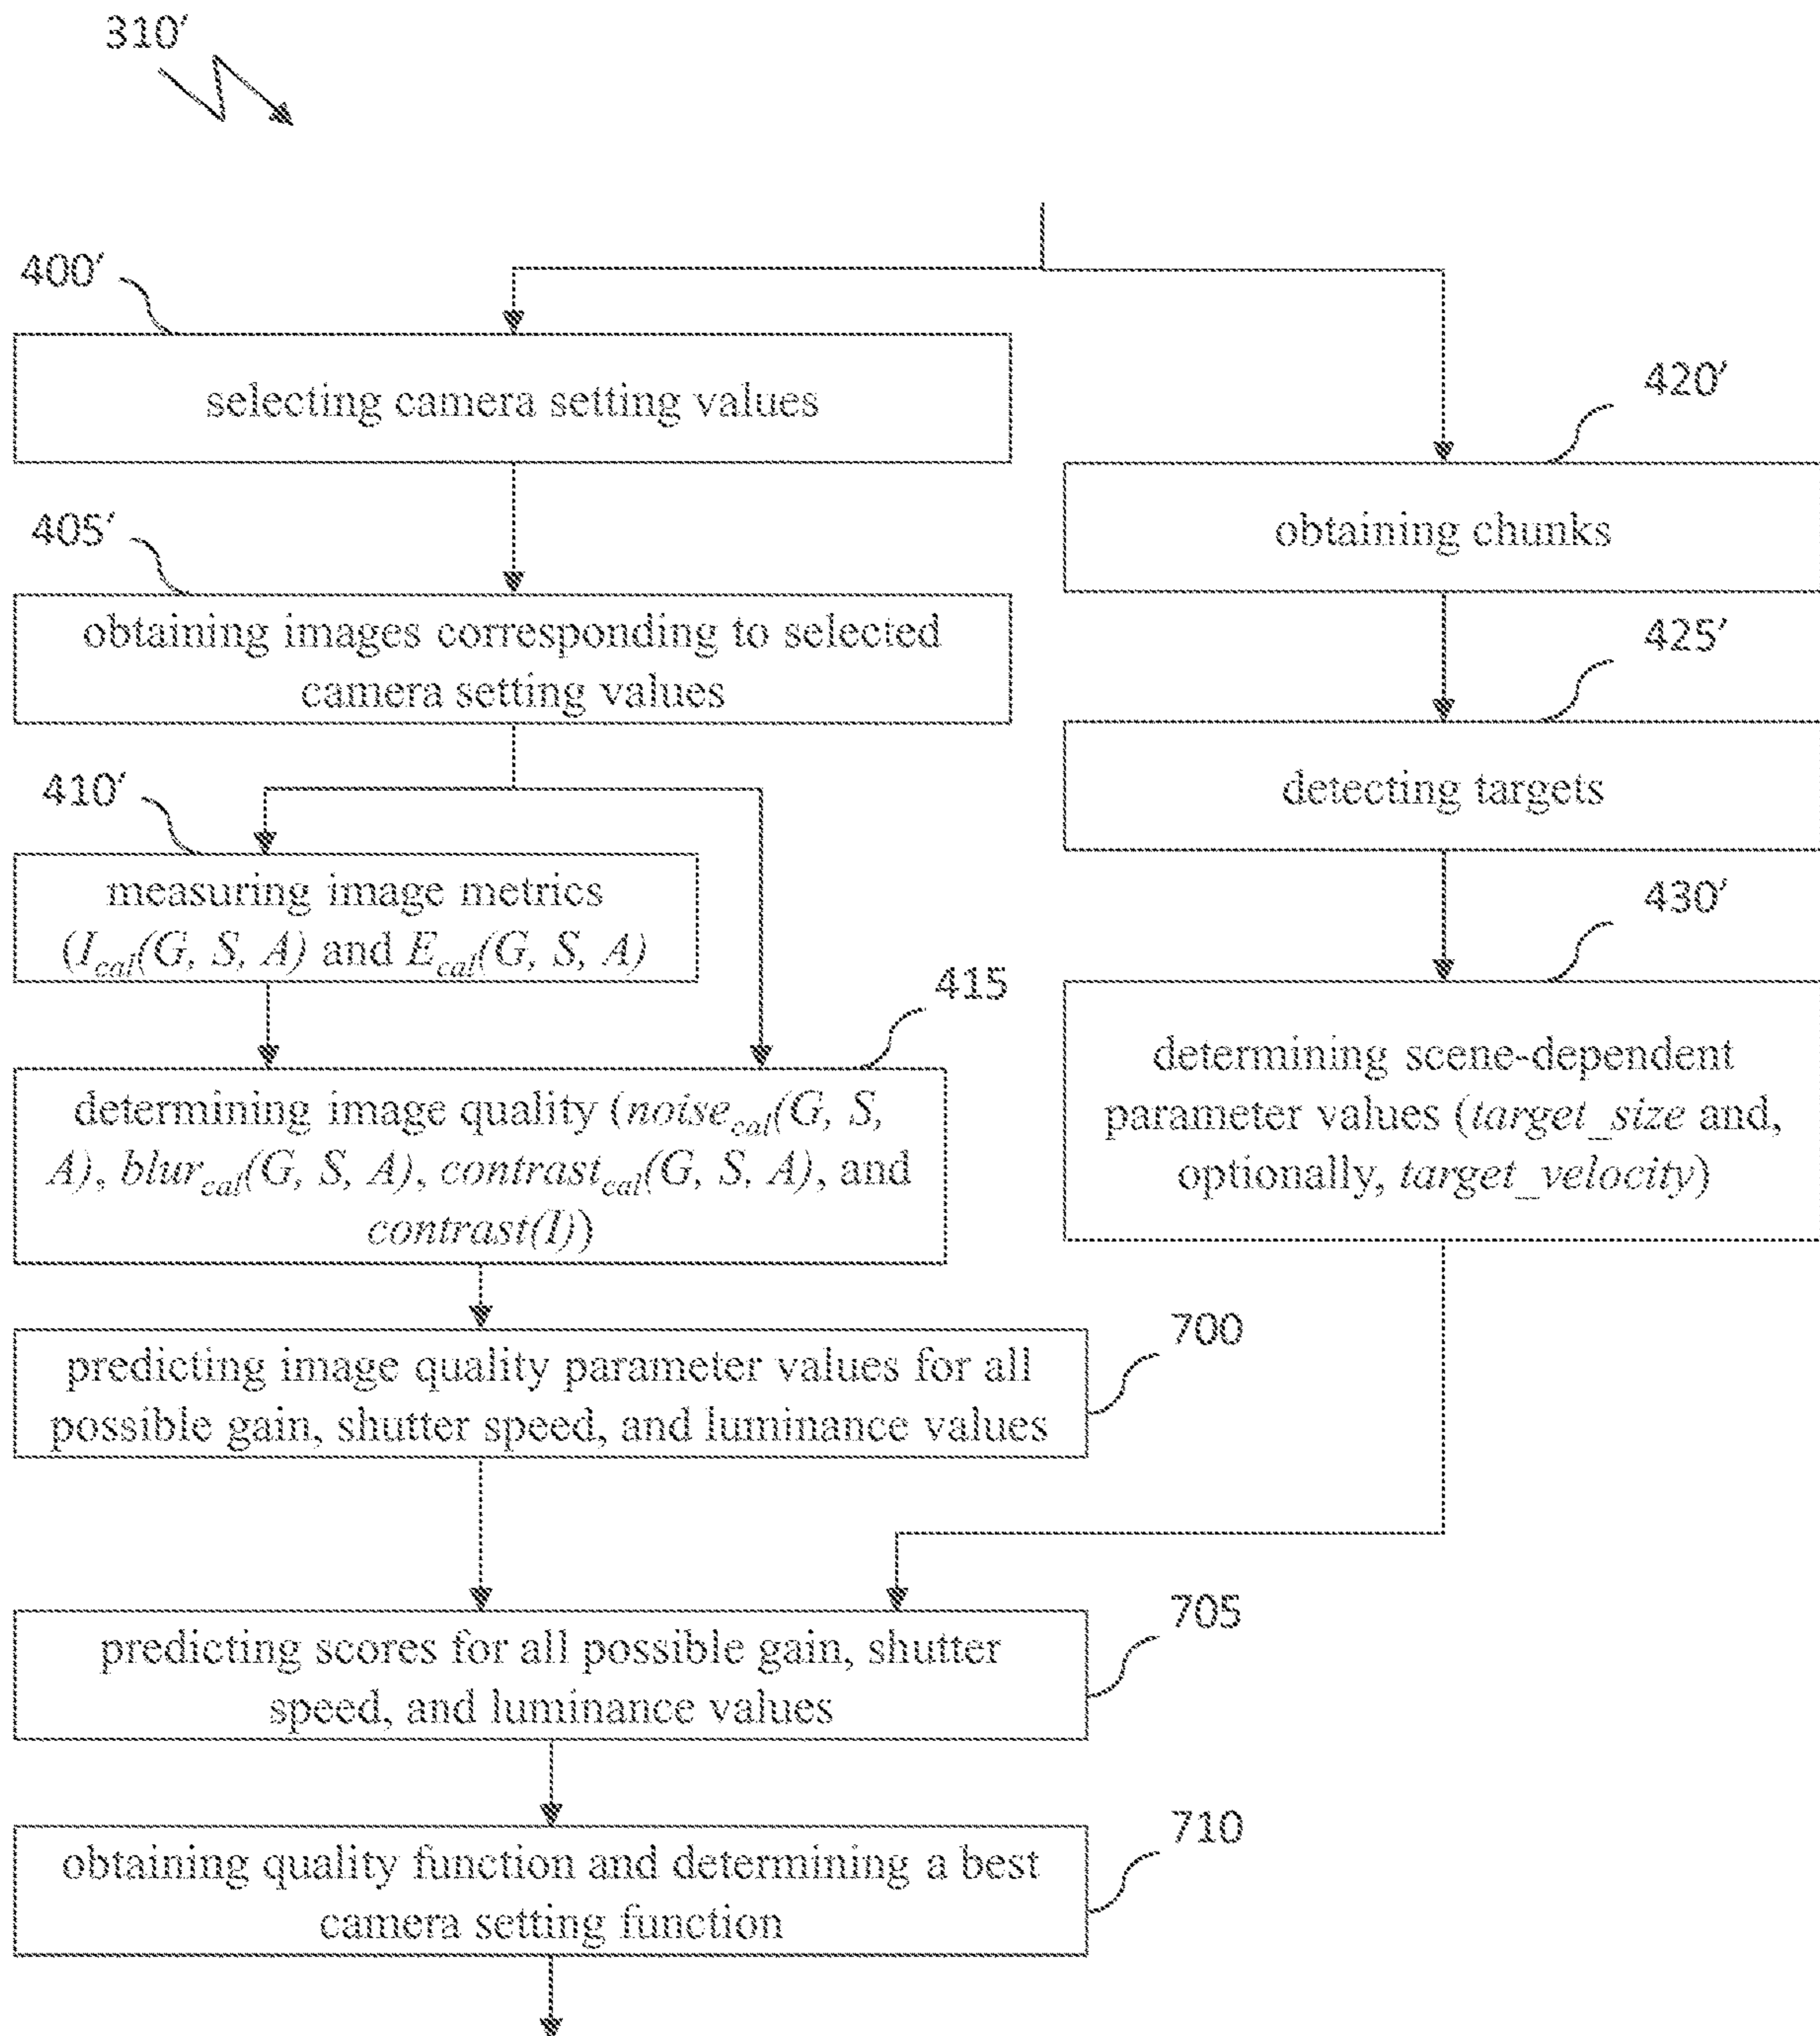 310′
400′
selecting camera setting values
405′
obtaining images corresponding to selected
camera setting values
410′
measuring image metrics
(I_cal(G, S, A) and E_cal(G, S, A)
415
determining image quality (noise_cal(G, S,
A), blur_cal(G, S, A), contrast_cal(G, S, A), and
contrast(I))
420′
obtaining chunks
425′
detecting targets
430′
determining scene-dependent
parameter values (target_size and,
optionally, target_velocity)
700
predicting image quality parameter values for all
possible gain, shutter speed, and luminance values
705
predicting scores for all possible gain, shutter
speed, and luminance values
710
obtaining quality function and determining a best
camera setting function